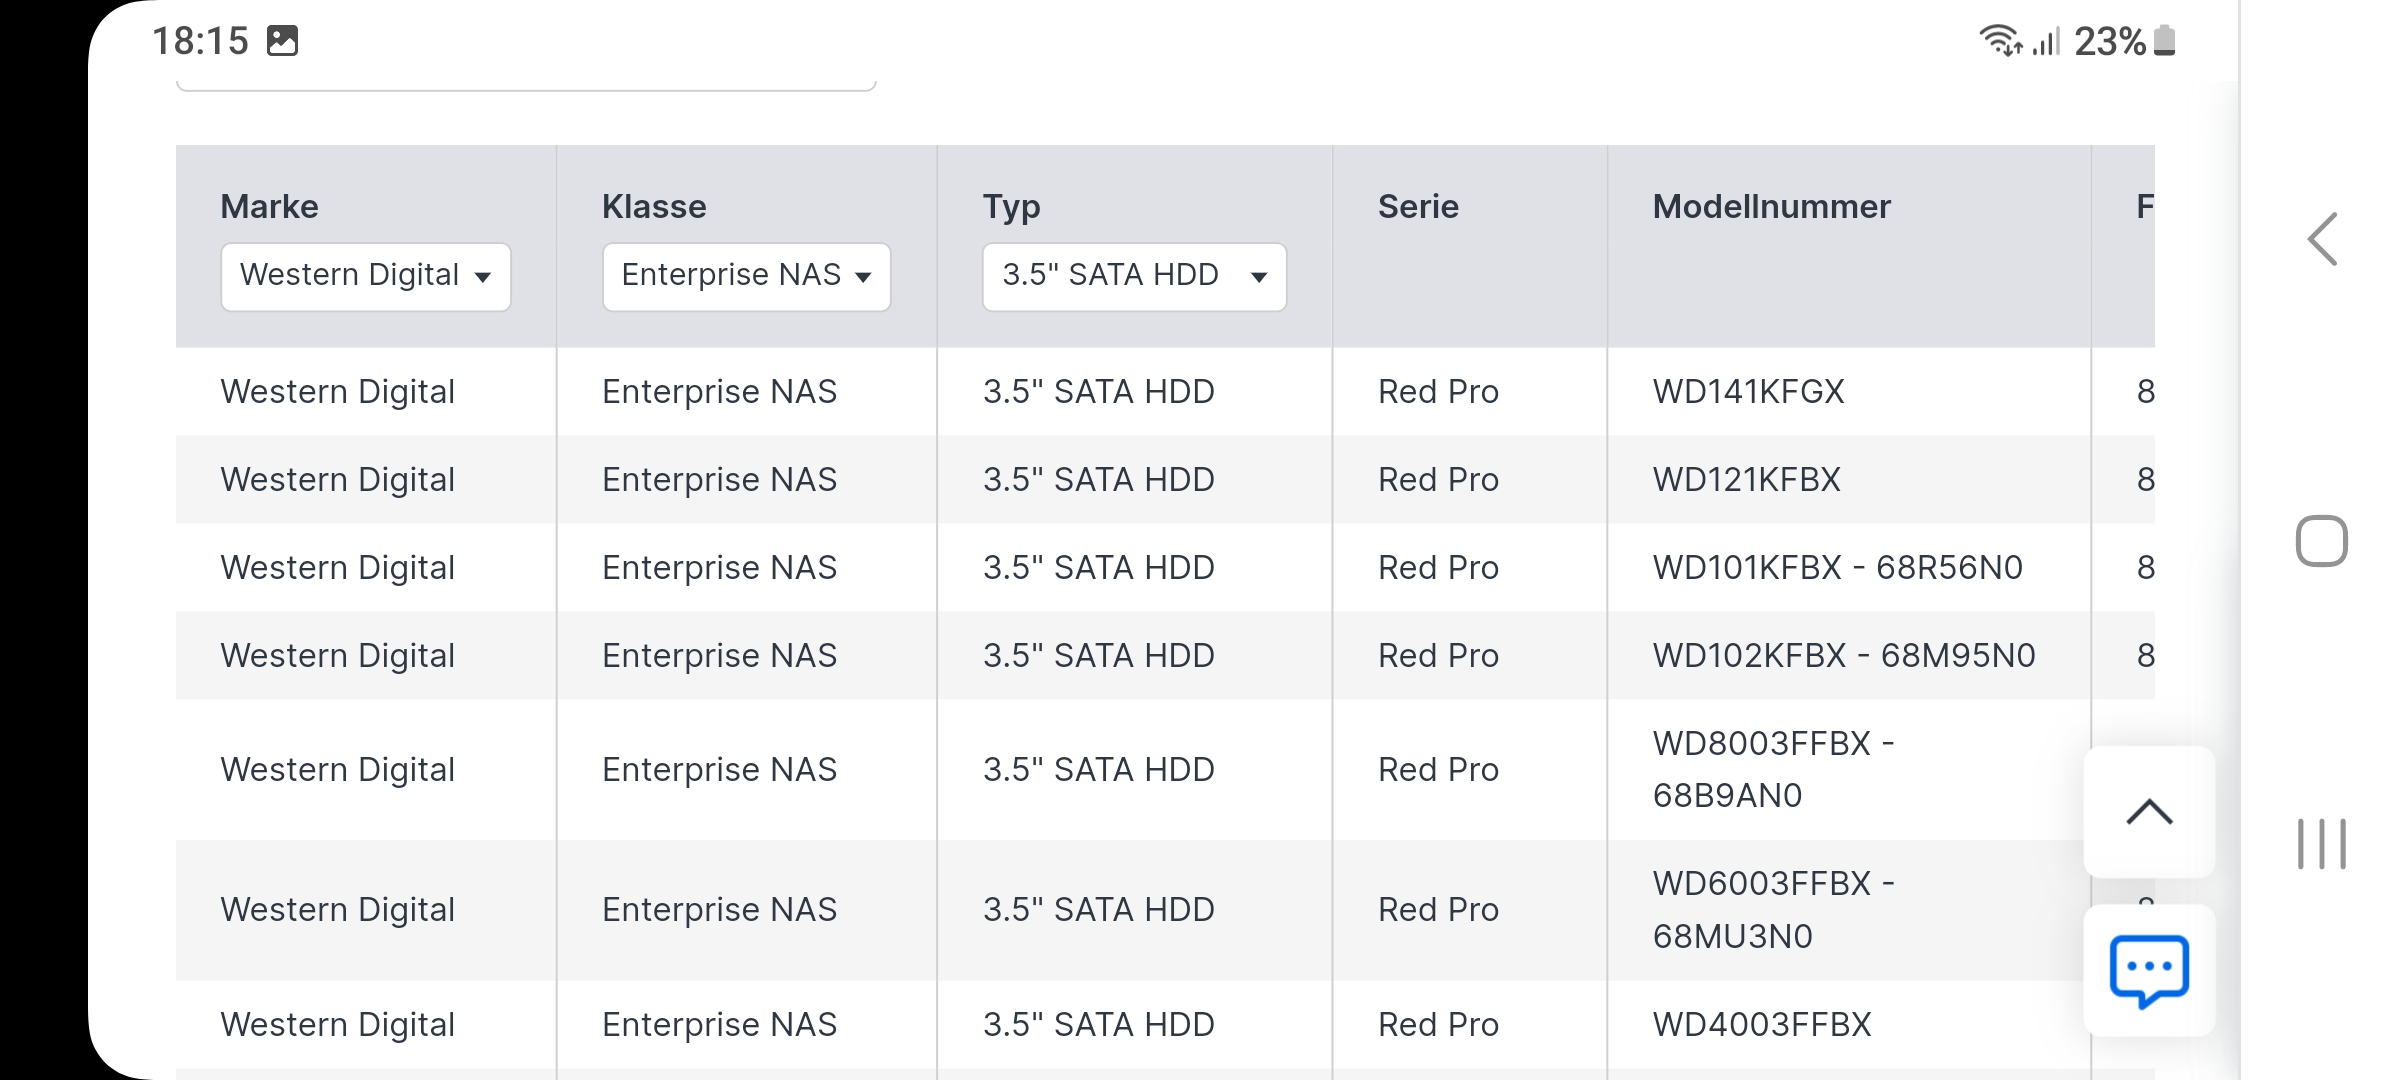 18:15 23%
Marke Klasse Typ Serie Modellnummer F
Western Digital Enterprise NAS 3.5" SATA HDD
Western Digital Enterprise NAS 3.5" SATA HDD Red Pro WD141KFGX 8
Western Digital Enterprise NAS 3.5" SATA HDD Red Pro WD121KFBX 8
Western Digital Enterprise NAS 3.5" SATA HDD Red Pro WD101KFBX - 68R56N0 8
Western Digital Enterprise NAS 3.5" SATA HDD Red Pro WD102KFBX - 68M95N0 8
Western Digital Enterprise NAS 3.5" SATA HDD Red Pro WD8003FFBX -
68B9AN0
Western Digital Enterprise NAS 3.5" SATA HDD Red Pro WD6003FFBX -
68MU3N0
Western Digital Enterprise NAS 3.5" SATA HDD Red Pro WD4003FFBX